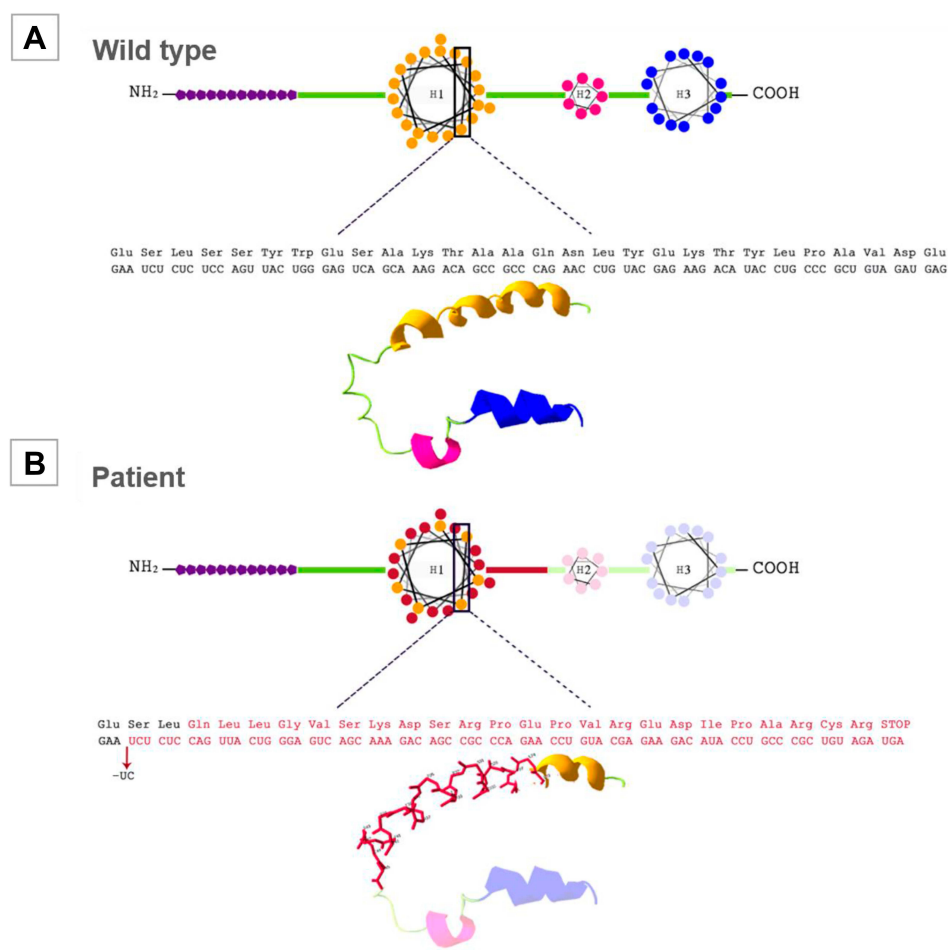 A
Wild type
NH2 H1 H2 H3 COOH
Glu Ser Leu Ser Ser Tyr Trp Glu Ser Ala Lys Thr Ala Ala Gln Asn Leu Tyr Glu Lys Thr Tyr Leu Pro Ala Val Asp Glu
GAA UCU CUC UCC AGU UAC UGG GAG UCA GCA AAG ACA GCC GCC CAG AAC CUG UAC GAG AAG ACA UAC CUG CCC GCU GUA GAU GAG
B
Patient
NH2 H1 H2 H3 COOH
Glu Ser Leu Gln Leu Leu Gly Val Ser Lys Asp Ser Arg Pro Glu Pro Val Arg Glu Asp Ile Pro Ala Arg Cys Arg STOP
GAA UCU CUC CAG UUA CUG GGA GUC AGC AAA GAC AGC CGC CCA GAA CCU GUA CGA GAA GAC AUA CCU GCC CGC UGU AGA UGA
-UC